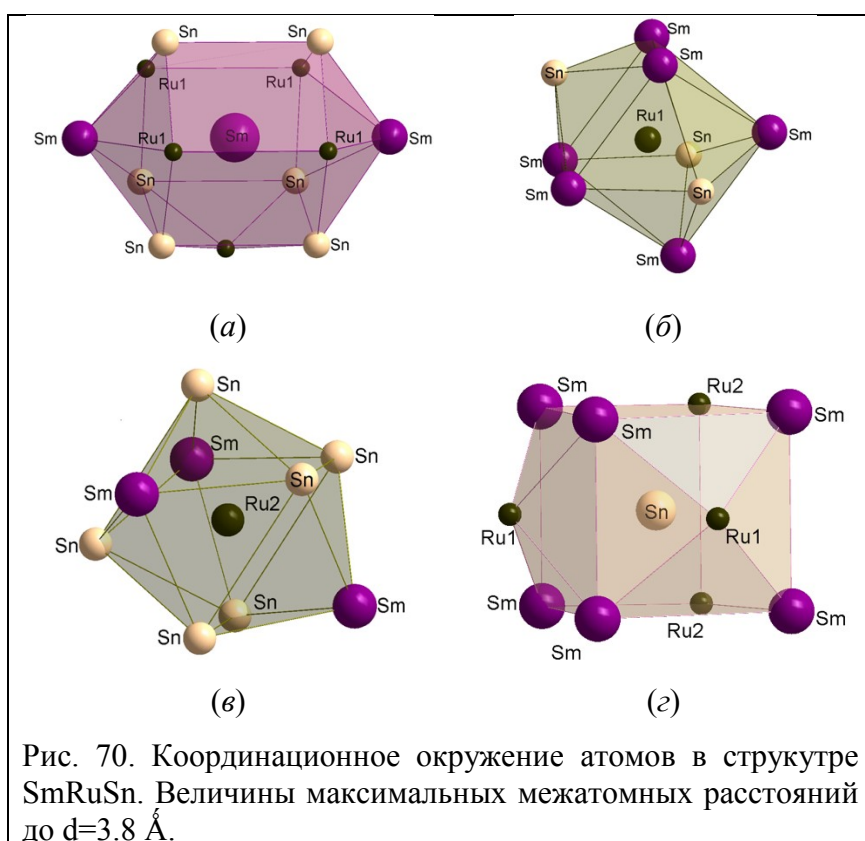 Sn Sn
Ru1 Ru1
Sm Ru1 Sm Ru1 Sm
Sn Sn
Sn Sn
(а)
Sm
Sm
Sn
Ru1
Sn
Sm
Sm
Sn
Sm
Sm
(б)
Sn
Sm Sn
Sm Sn
Ru2
Sn
Sn Sm
Sn
(в)
Sm Ru2
Sm Sm
Sn
Ru1 Ru1
Sm Sm
Sm Ru2
(г)
Рис. 70. Координационное окружение атомов в струкутре
SmRuSn. Величины максимальных межатомных расстояний
до d=3.8 Å.